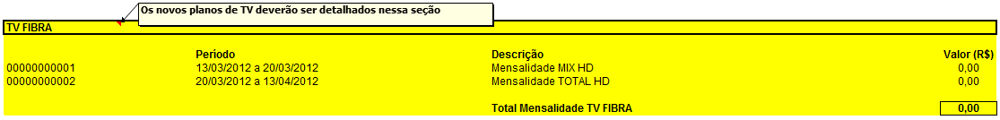 Os novos planos de TV deverão ser detalhados nessa seção
TV FIBRA
Período Descrição Valor (R$)
00000000001 13/03/2012 a 20/03/2012 Mensalidade MIX HD 0,00
00000000002 20/03/2012 a 13/04/2012 Mensalidade TOTAL HD 0,00
Total Mensalidade TV FIBRA 0,00